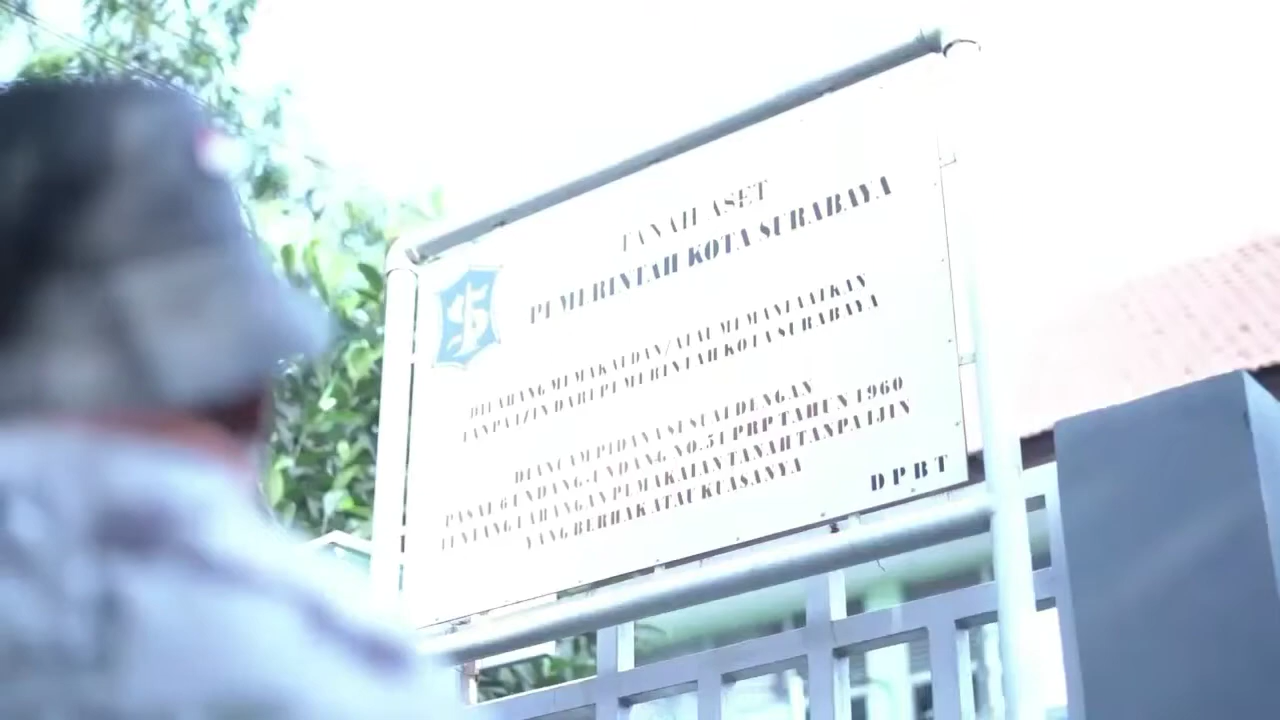 TANAH ASET
PEMERINTAH KOTA SURABAYA
DILARANG MEMAKAI DAN/ATAU MEMANFAATKAN
TANPA IZIN DARI PEMERINTAH KOTA SURABAYA
DIANCAM PIDANA SESUAI DENGAN
PASAL 6 UNDANG-UNDANG NO.51 PRP TAHUN 1960
TENTANG LARANGAN PEMAKAIAN TANAH TANPA IJIN
YANG BERHAK ATAU KUASANYA
DPBT